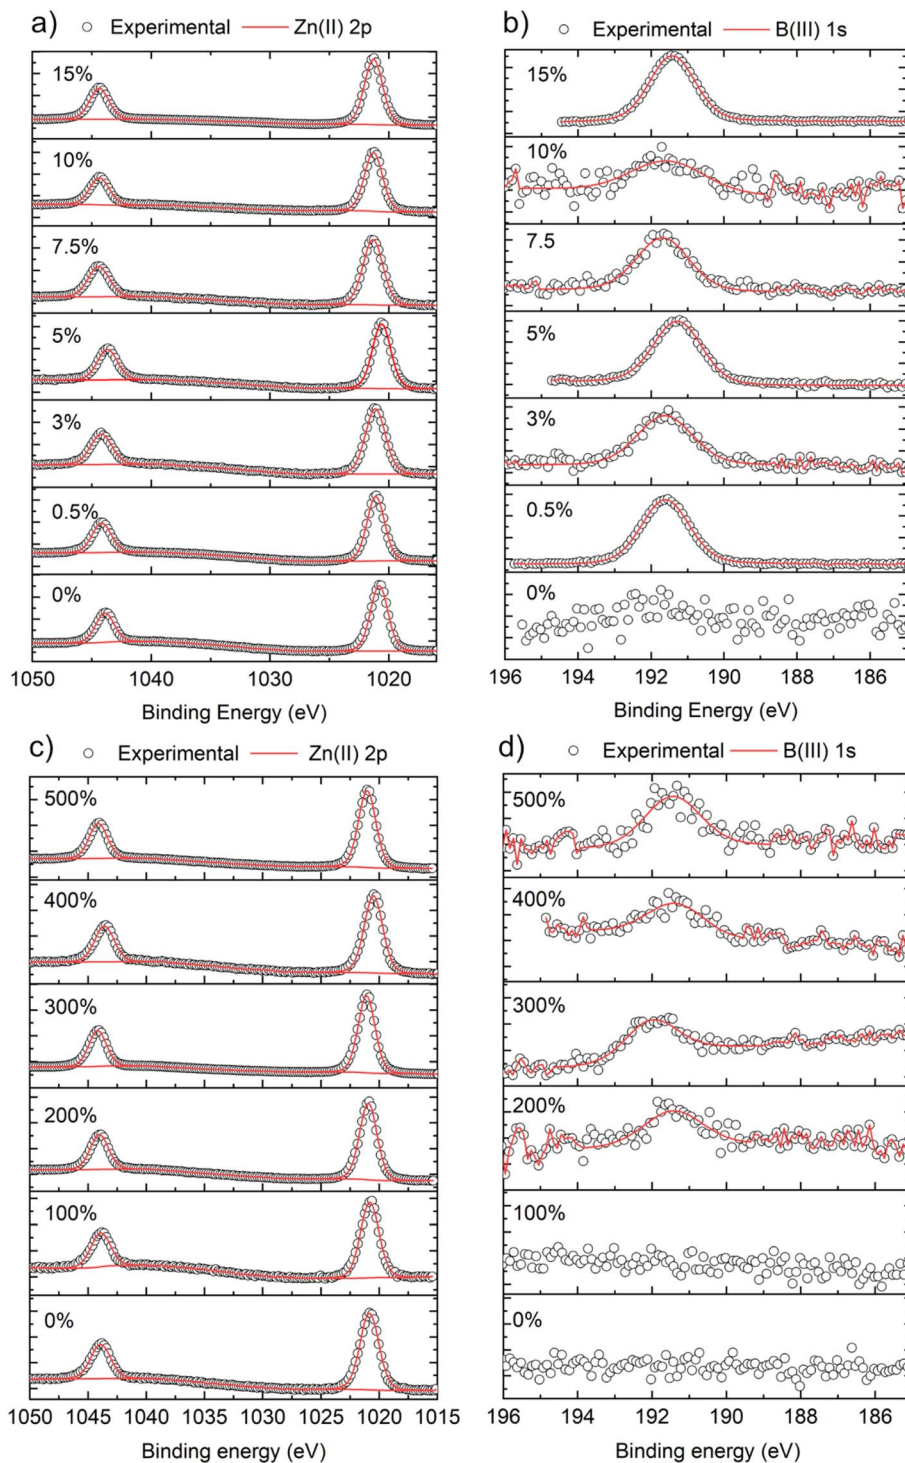 a) Experimental Zn(II) 2p
15%
10%
7.5%
5%
3%
0.5%
0%
1050 1040 1030 1020
Binding Energy (eV)
b) Experimental B(III) 1s
15%
10%
7.5
5%
3%
0.5%
0%
196 194 192 190 188 186
Binding Energy (eV)
c) Experimental Zn(II) 2p
500%
400%
300%
200%
100%
0%
1050 1045 1040 1035 1030 1025 1020 1015
Binding energy (eV)
d) Experimental B(III) 1s
500%
400%
300%
200%
100%
0%
196 194 192 190 188 186
Binding energy (eV)